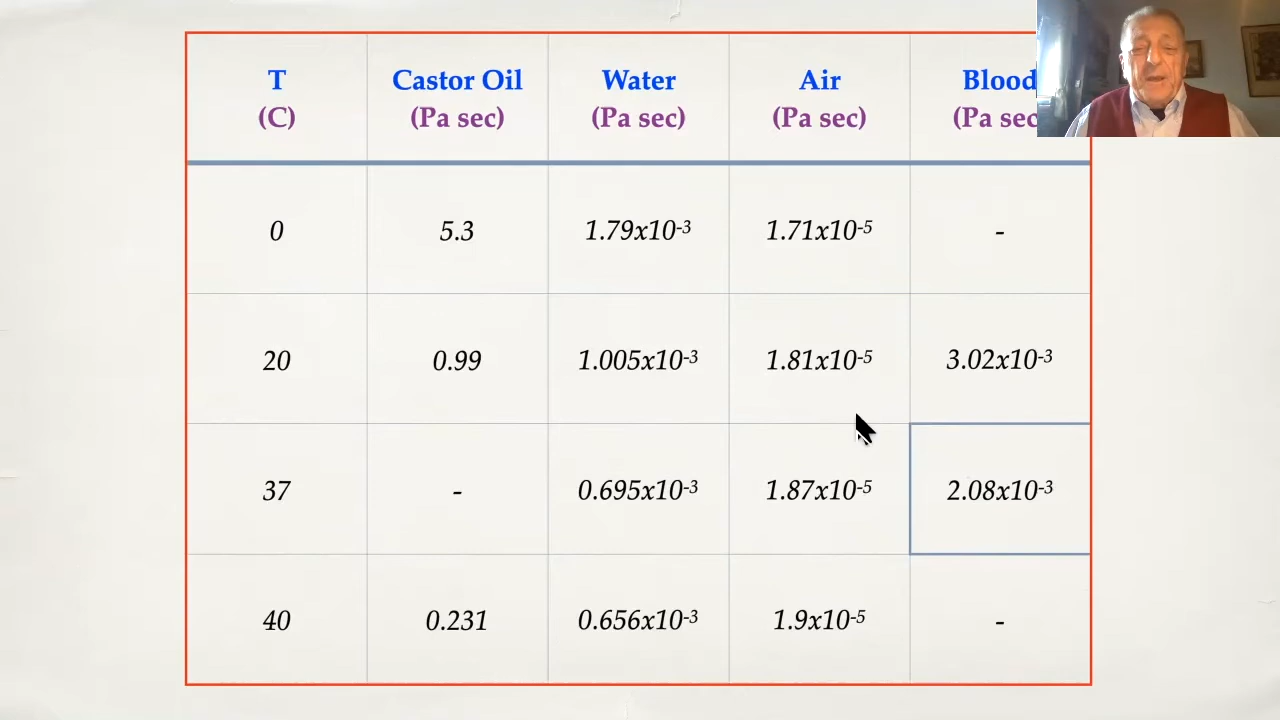 T Castor Oil Water Air Blood
(C) (Pa sec) (Pa sec) (Pa sec) (Pa sec
0 5.3 1.79x10-3 1.71x10-5 -
20 0.99 1.005x10-3 1.81x10-5 3.02x10-3
37 - 0.695x10-3 1.87x10-5 2.08x10-3
40 0.231 0.656x10-3 1.9x10-5 -